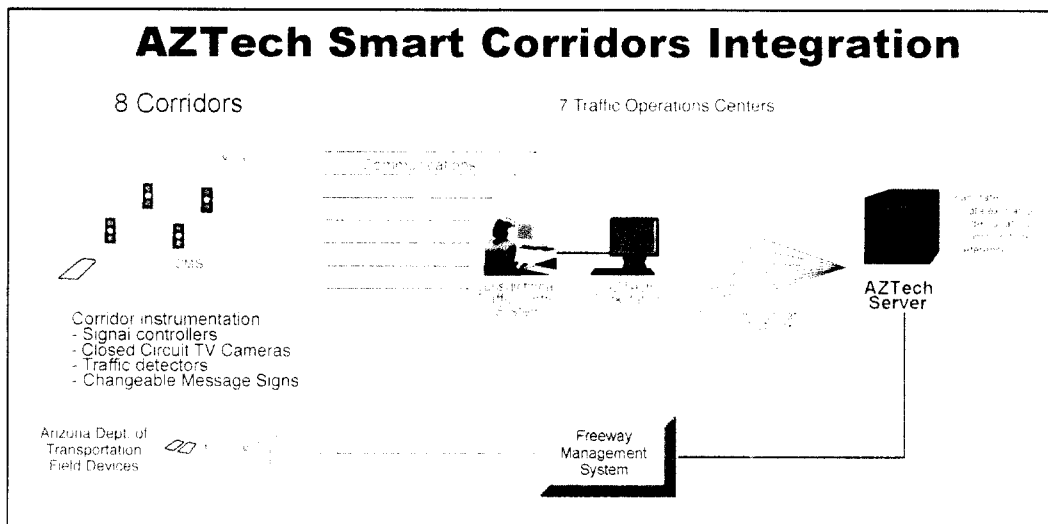 AZTech Smart Corridors Integration
8 Corridors
7 Traffic Operations Centers
Communications
CMS
AZTech
Server
Corridor instrumentation
- Signal controllers
- Closed Circuit TV Cameras
- Traffic detectors
- Changeable Message Signs
Arizona Dept. of
Transportation
Field Devices
Freeway
Management
System